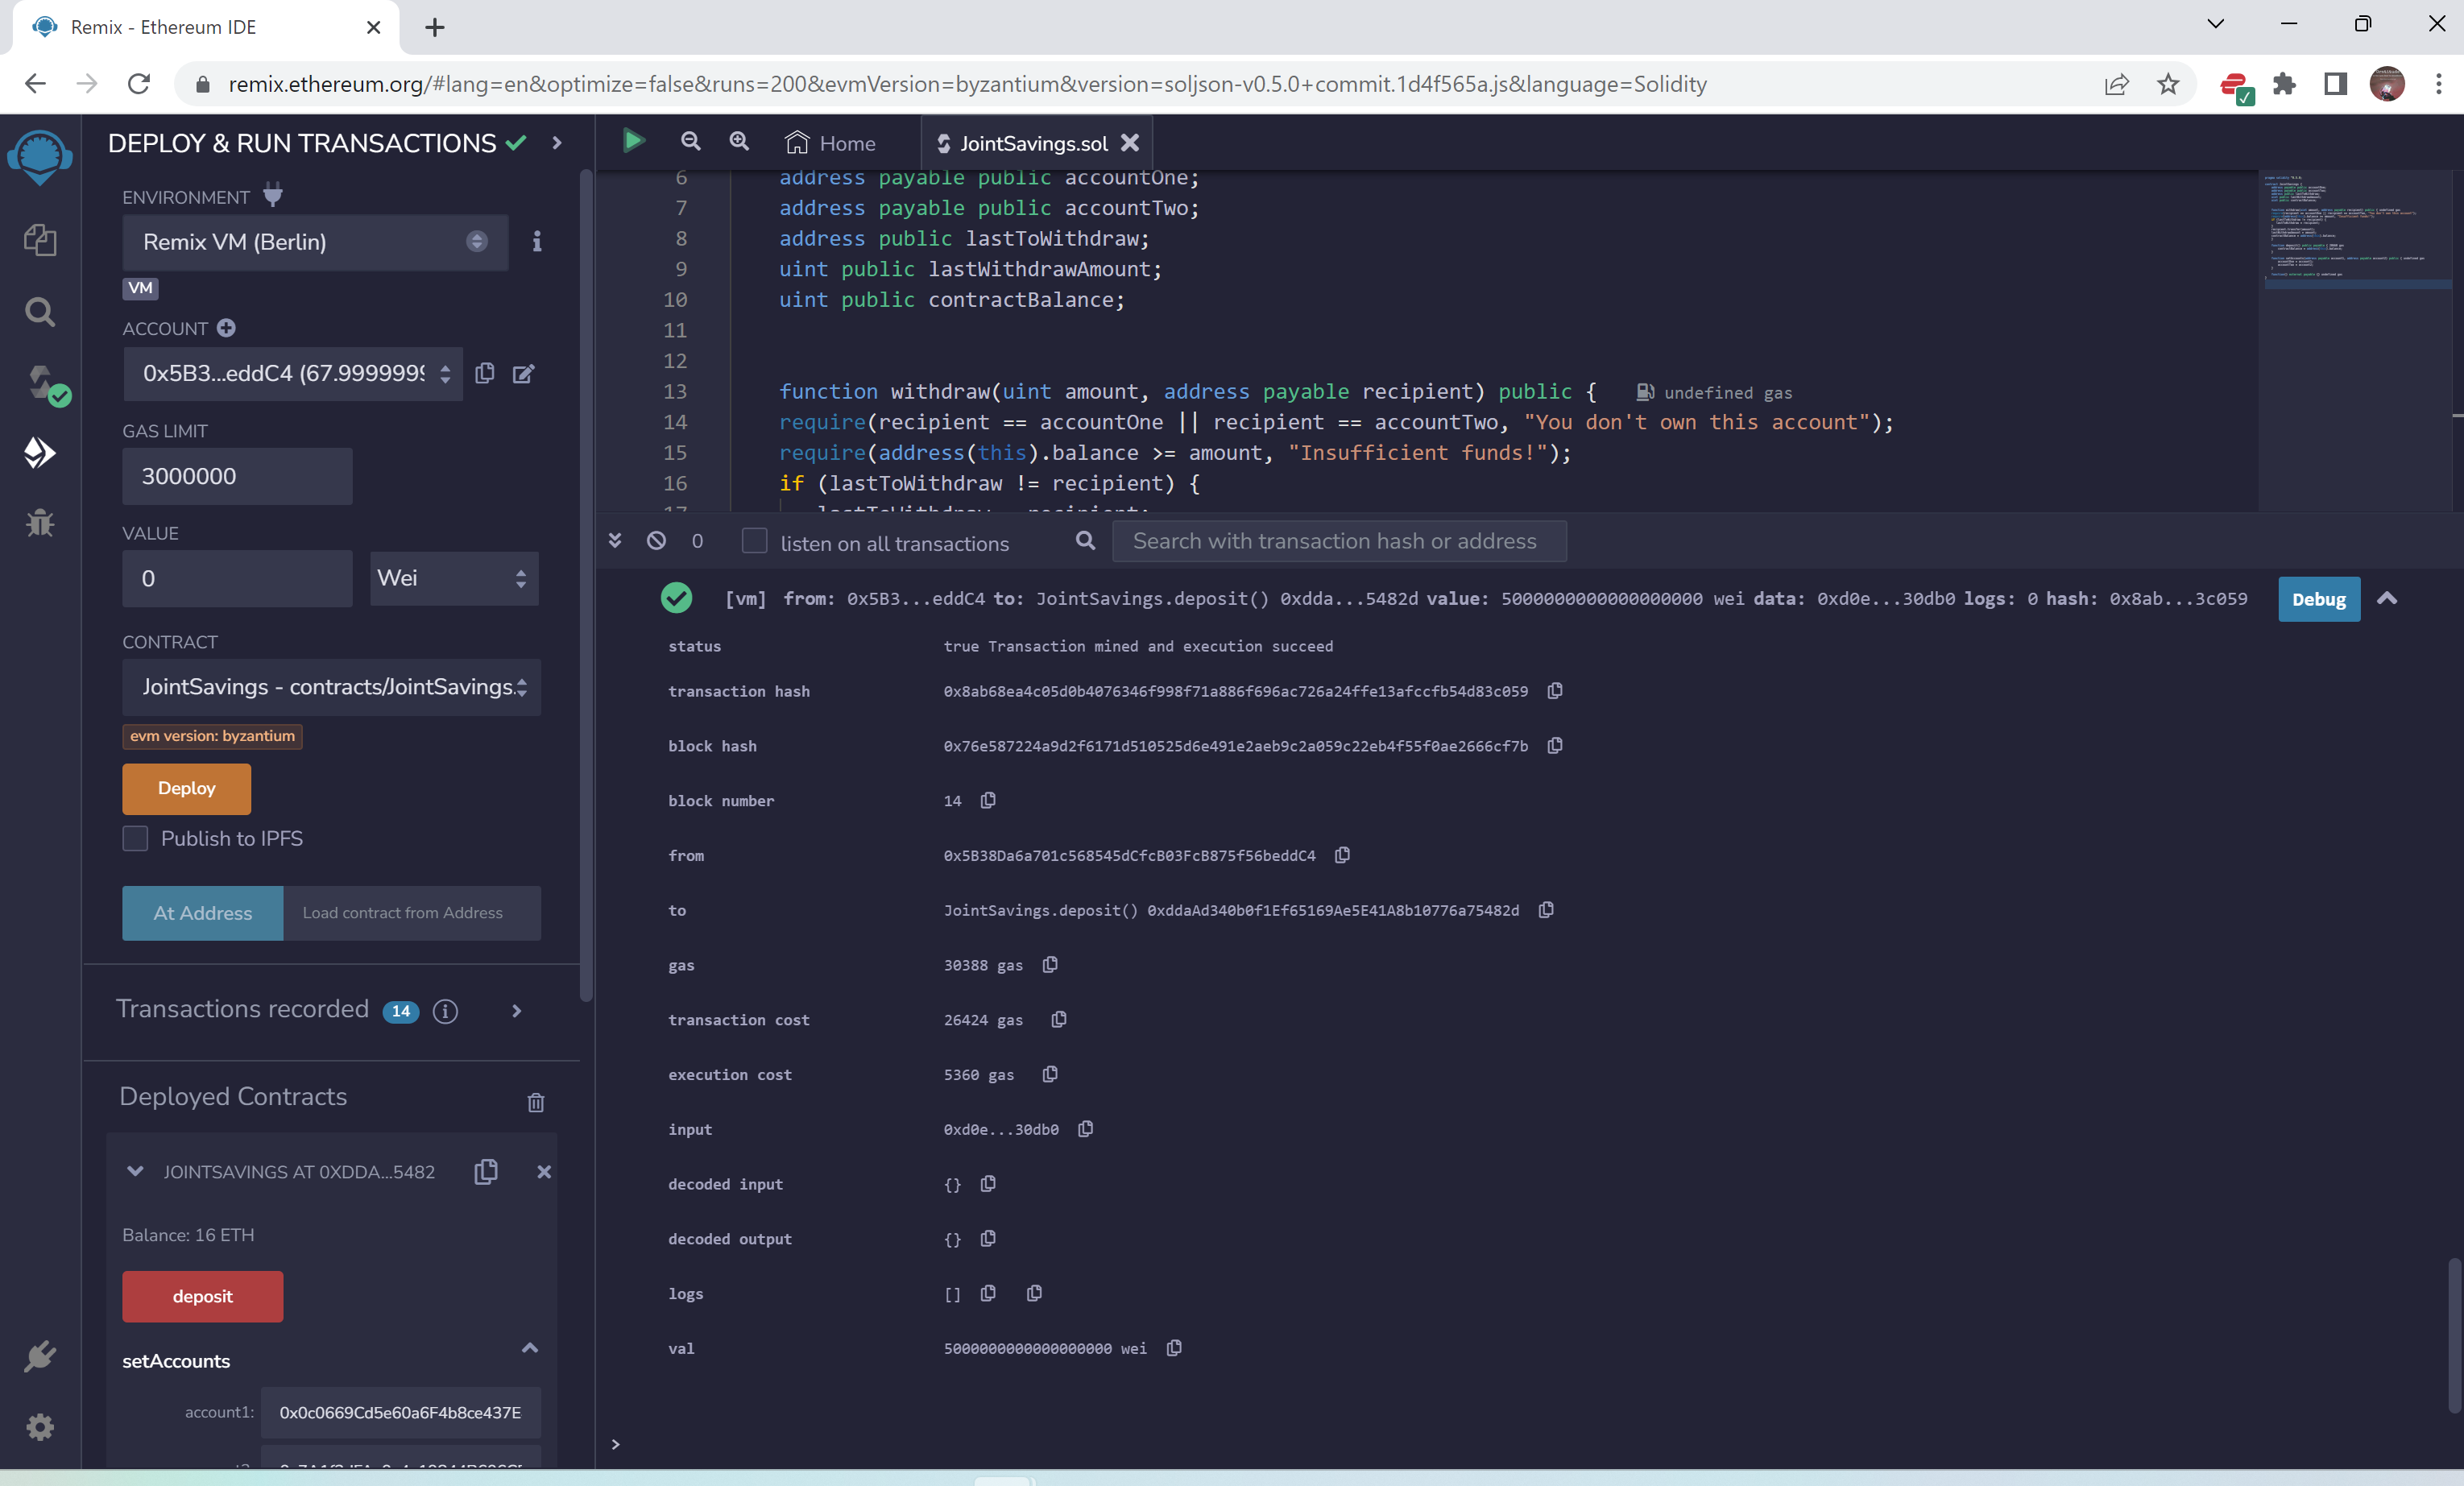 Remix - Ethereum IDE
remix.ethereum.org/#lang=en&optimize=false&runs=200&evmVersion=byzantium&version=soljson-v0.5.0+commit.1d4f565a.js&language=Solidity
DEPLOY & RUN TRANSACTIONS
ENVIRONMENT
Remix VM (Berlin)
VM
ACCOUNT
0x5B3...eddC4 (67.9999999
GAS LIMIT
3000000
VALUE
0
Wei
CONTRACT
JointSavings - contracts/JointSavings.
evm version: byzantium
Deploy
Publish to IPFS
At Address
Load contract from Address
Transactions recorded 14
Deployed Contracts
JOINTSAVINGS AT 0XDDA...5482
Balance: 16 ETH
deposit
setAccounts
account1:
0x0c0669Cd5e60a6F4b8ce437E
Home
JointSavings.sol
6 address payable public accountOne;
7 address payable public accountTwo;
8 address public lastToWithdraw;
9 uint public lastWithdrawAmount;
10 uint public contractBalance;
11
12
13 function withdraw(uint amount, address payable recipient) public { undefined gas
14 require(recipient == accountOne || recipient == accountTwo, "You don't own this account");
15 require(address(this).balance >= amount, "Insufficient funds!");
16 if (lastToWithdraw != recipient) {
0
listen on all transactions
Search with transaction hash or address
[vm] from: 0x5B3...eddC4 to: JointSavings.deposit() 0xdda...5482d value: 5000000000000000000 wei data: 0xd0e...30db0 logs: 0 hash: 0x8ab...3c059
Debug
status true Transaction mined and execution succeed
transaction hash 0x8ab68ea4c05d0b4076346f998f71a886f696ac726a24ffe13afccfb54d83c059
block hash 0x76e587224a9d2f6171d510525d6e491e2aeb9c2a059c22eb4f55f0ae2666cf7b
block number 14
from 0x5B38Da6a701c568545dCfcB03FcB875f56beddC4
to JointSavings.deposit() 0xddaAd340b0f1Ef65169Ae5E41A8b10776a75482d
gas 30388 gas
transaction cost 26424 gas
execution cost 5360 gas
input 0xd0e...30db0
decoded input {}
decoded output {}
logs []
val 5000000000000000000 wei
>